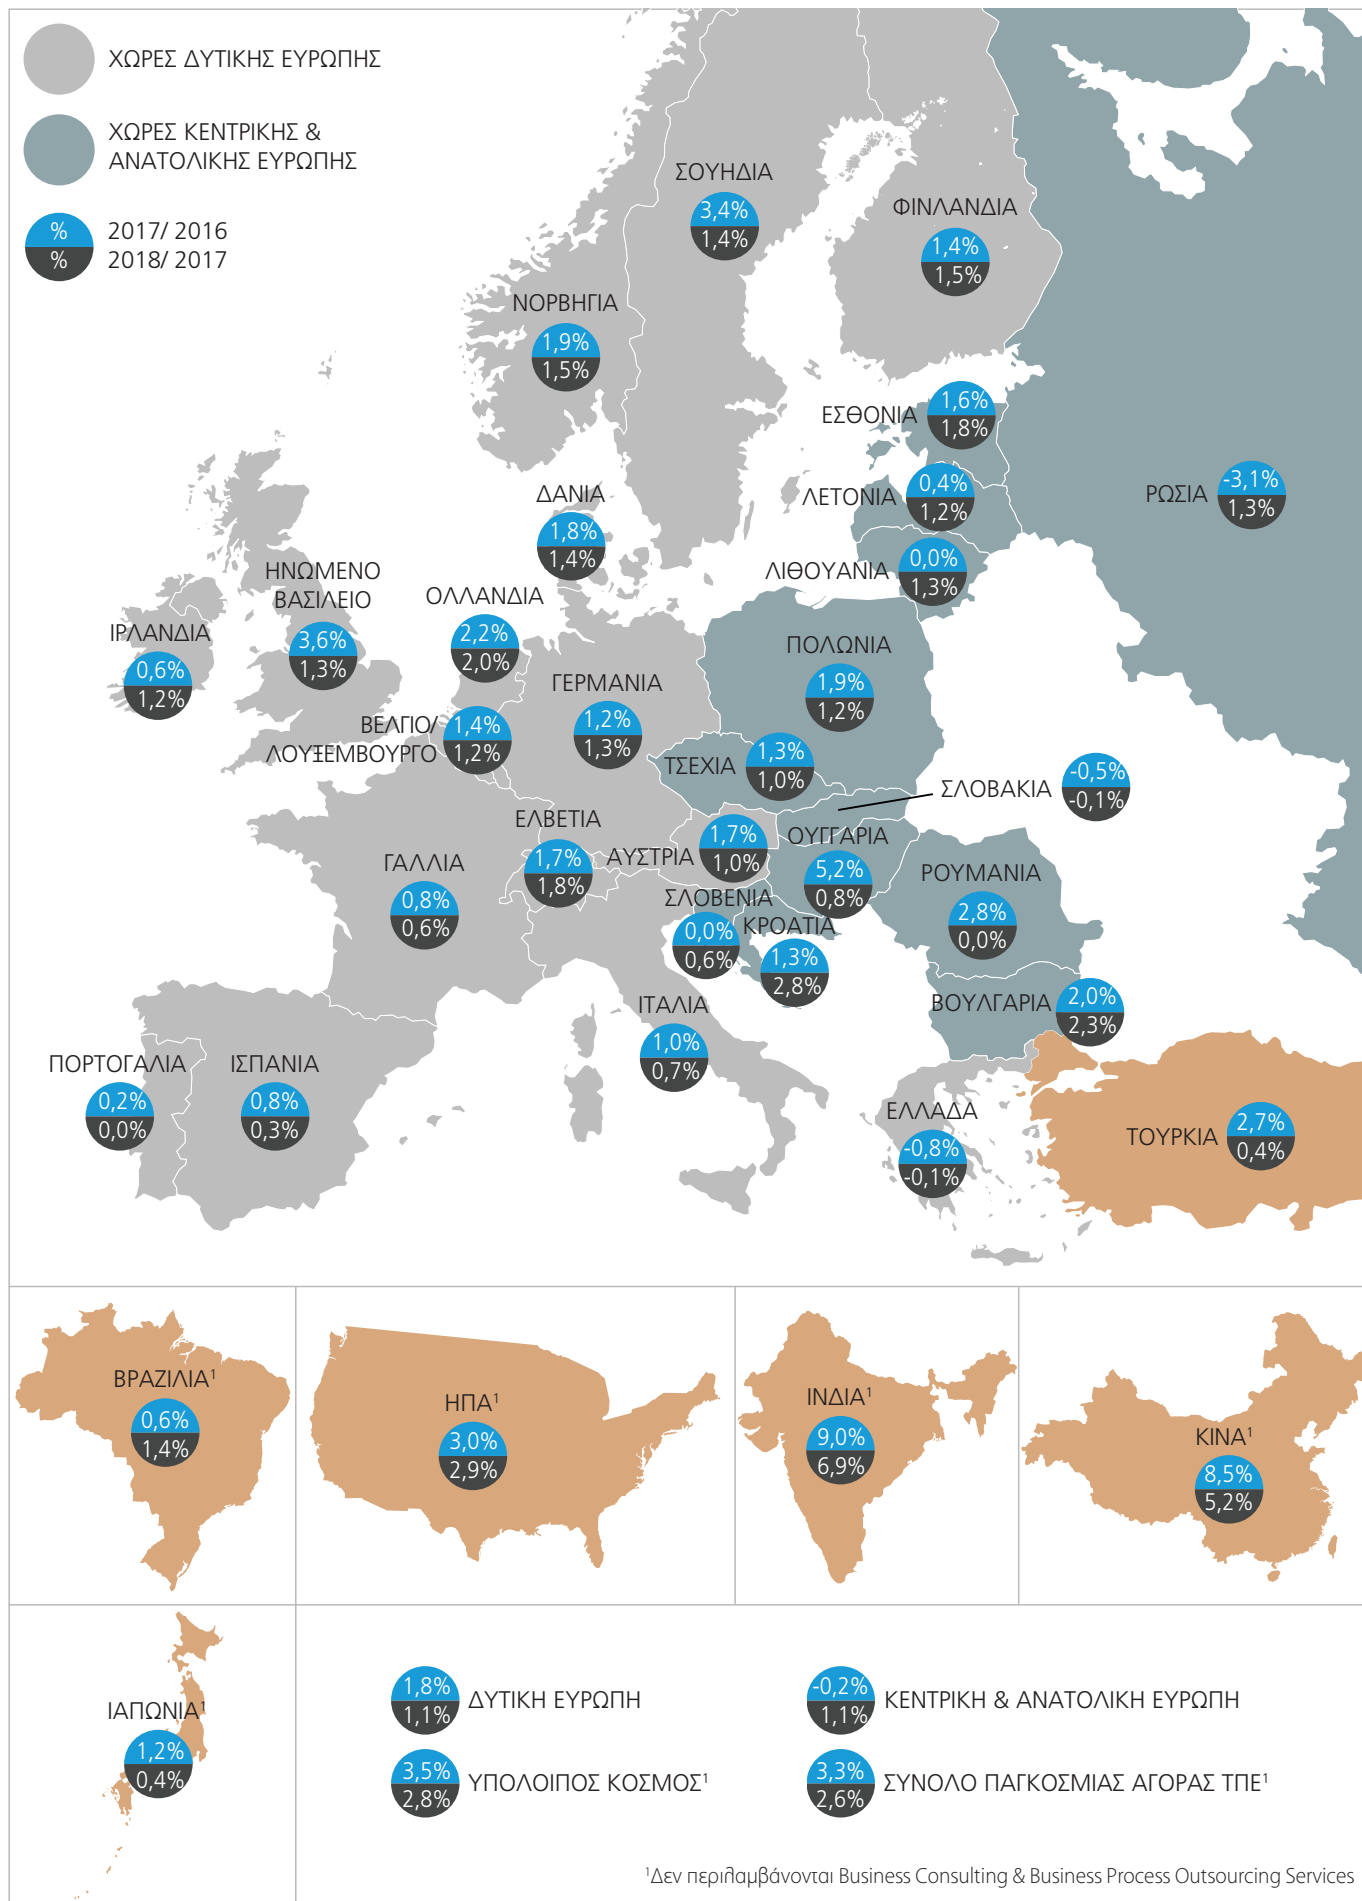 ΧΩΡΕΣ ΔΥΤΙΚΗΣ ΕΥΡΩΠΗΣ
ΧΩΡΕΣ ΚΕΝΤΡΙΚΗΣ &
ΑΝΑΤΟΛΙΚΗΣ ΕΥΡΩΠΗΣ
% 2017/ 2016
% 2018/ 2017
ΣΟΥΗΔΙΑ
3,4%
1,4%
ΦΙΝΛΑΝΔΙΑ
1,4%
1,5%
ΝΟΡΒΗΓΙΑ
1,9%
1,5%
ΕΣΘΟΝΙΑ
1,6%
1,8%
ΛΕΤΟΝΙΑ
0,4%
1,2%
ΡΩΣΙΑ
-3,1%
1,3%
ΔΑΝΙΑ
1,8%
1,4%
ΛΙΘΟΥΑΝΙΑ
0,0%
1,3%
ΗΝΩΜΕΝΟ
ΒΑΣΙΛΕΙΟ
3,6%
1,3%
ΟΛΛΑΝΔΙΑ
2,2%
2,0%
ΙΡΛΑΝΔΙΑ
0,6%
1,2%
ΠΟΛΩΝΙΑ
1,9%
1,2%
ΓΕΡΜΑΝΙΑ
1,2%
1,3%
ΒΕΛΓΙΟ/
ΛΟΥΞΕΜΒΟΥΡΓΟ
1,4%
1,2%
ΤΣΕΧΙΑ
1,3%
1,0%
ΣΛΟΒΑΚΙΑ
-0,5%
-0,1%
ΕΛΒΕΤΙΑ
1,7%
1,8%
ΑΥΣΤΡΙΑ
1,7%
1,0%
ΟΥΓΓΑΡΙΑ
5,2%
0,8%
ΓΑΛΛΙΑ
0,8%
0,6%
ΡΟΥΜΑΝΙΑ
2,8%
0,0%
ΣΛΟΒΕΝΙΑ
0,0%
0,6%
ΚΡΟΑΤΙΑ
1,3%
2,8%
ΒΟΥΛΓΑΡΙΑ
2,0%
2,3%
ΙΤΑΛΙΑ
1,0%
0,7%
ΠΟΡΤΟΓΑΛΙΑ
0,2%
0,0%
ΙΣΠΑΝΙΑ
0,8%
0,3%
ΕΛΛΑΔΑ
-0,8%
-0,1%
ΤΟΥΡΚΙΑ
2,7%
0,4%
ΒΡΑΖΙΛΙΑ¹
0,6%
1,4%
ΗΠΑ¹
3,0%
2,9%
ΙΝΔΙΑ¹
9,0%
6,9%
ΚΙΝΑ¹
8,5%
5,2%
ΙΑΠΩΝΙΑ¹
1,2%
0,4%
1,8%
1,1%
ΔΥΤΙΚΗ ΕΥΡΩΠΗ
-0,2%
1,1%
ΚΕΝΤΡΙΚΗ & ΑΝΑΤΟΛΙΚΗ ΕΥΡΩΠΗ
3,5%
2,8%
ΥΠΟΛΟΙΠΟΣ ΚΟΣΜΟΣ¹
3,3%
2,6%
ΣΥΝΟΛΟ ΠΑΓΚΟΣΜΙΑΣ ΑΓΟΡΑΣ ΤΠΕ¹
¹Δεν περιλαμβάνονται Business Consulting & Business Process Outsourcing Services